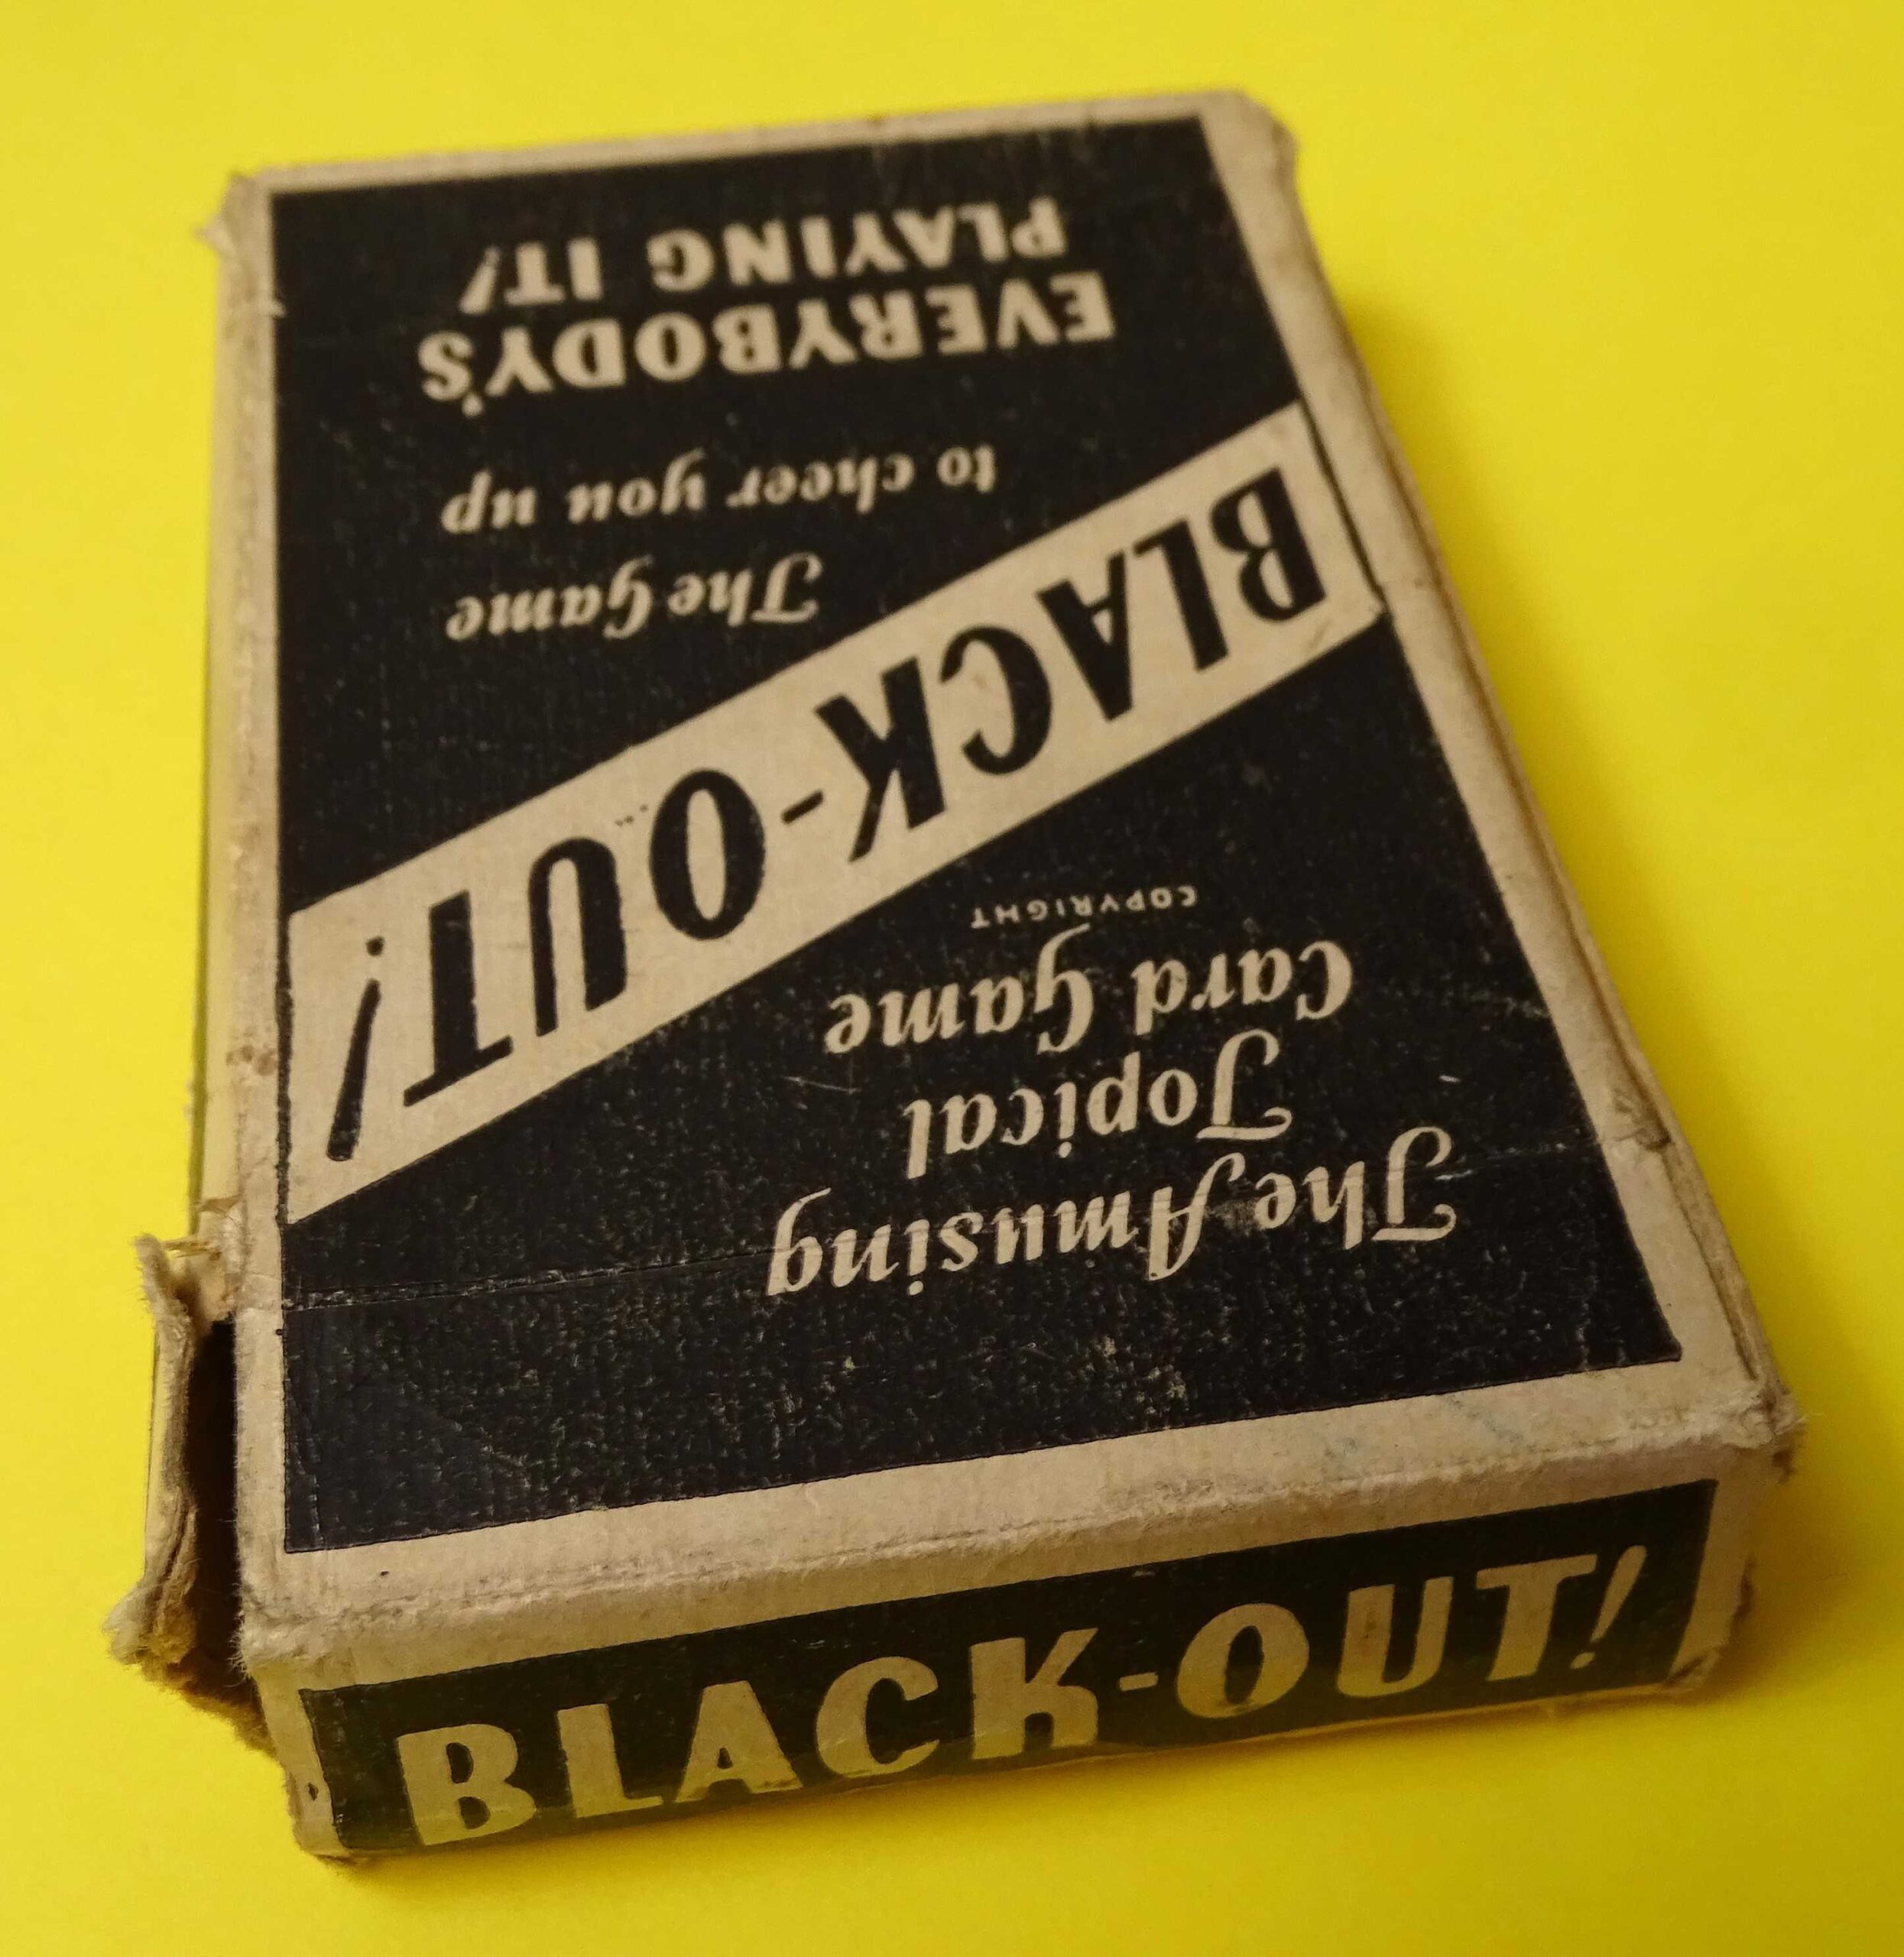 The Amusing
Topical
Card Game
COPYRIGHT
BLACK-OUT!
The Game
to cheer you up
EVERYBODY'S
PLAYING IT!
BLACK-OUT!